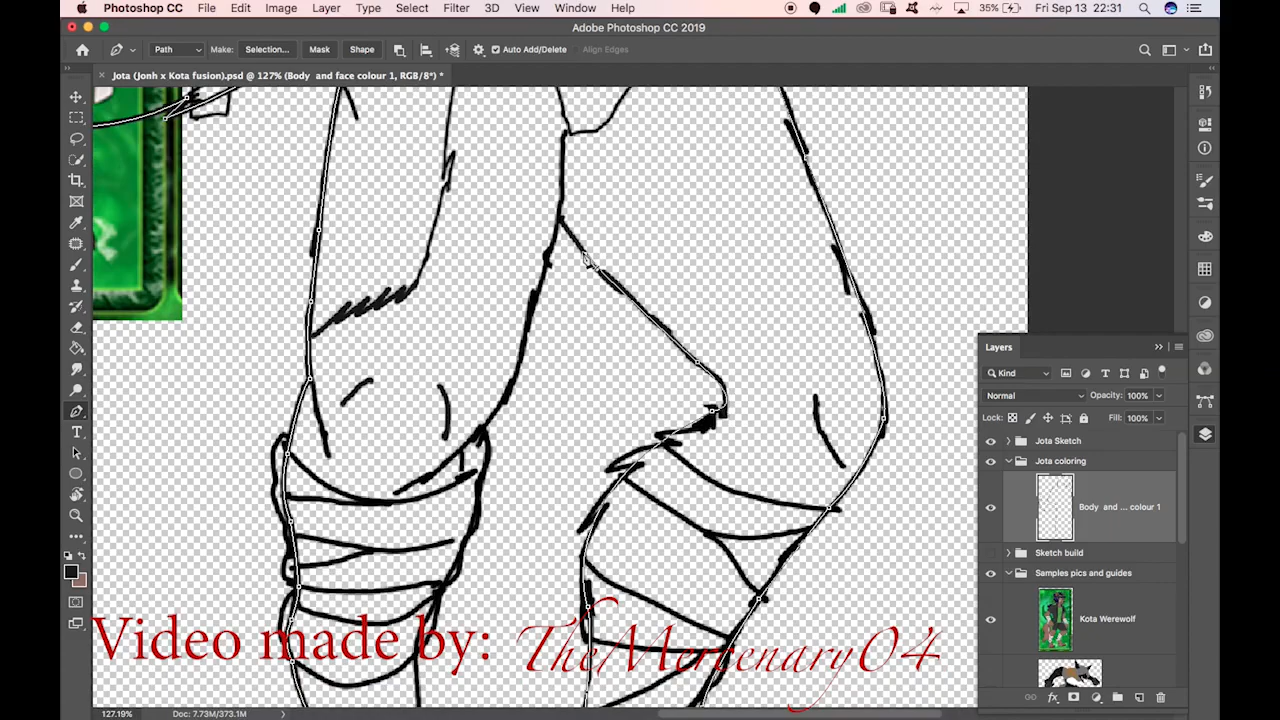 Photoshop CC File Edit Image Layer Type Select Filter 3D View Window Help 35% Fri Sep 13 22:31
Adobe Photoshop CC 2019
Path Make: Selection... Mask Shape Auto Add/Delete Align Edges
Jota (Jonh x Kota fusion).psd @ 127% (Body and face colour 1, RGB/8*) *
Layers
Kind
Normal Opacity: 100%
Lock: Fill: 100%
Jota Sketch
Jota coloring
Body and ... colour 1
Sketch build
Samples pics and guides
Kota Werewolf
Video made by: TheMercenary04
127.19% Doc: 7.73M/373.1M